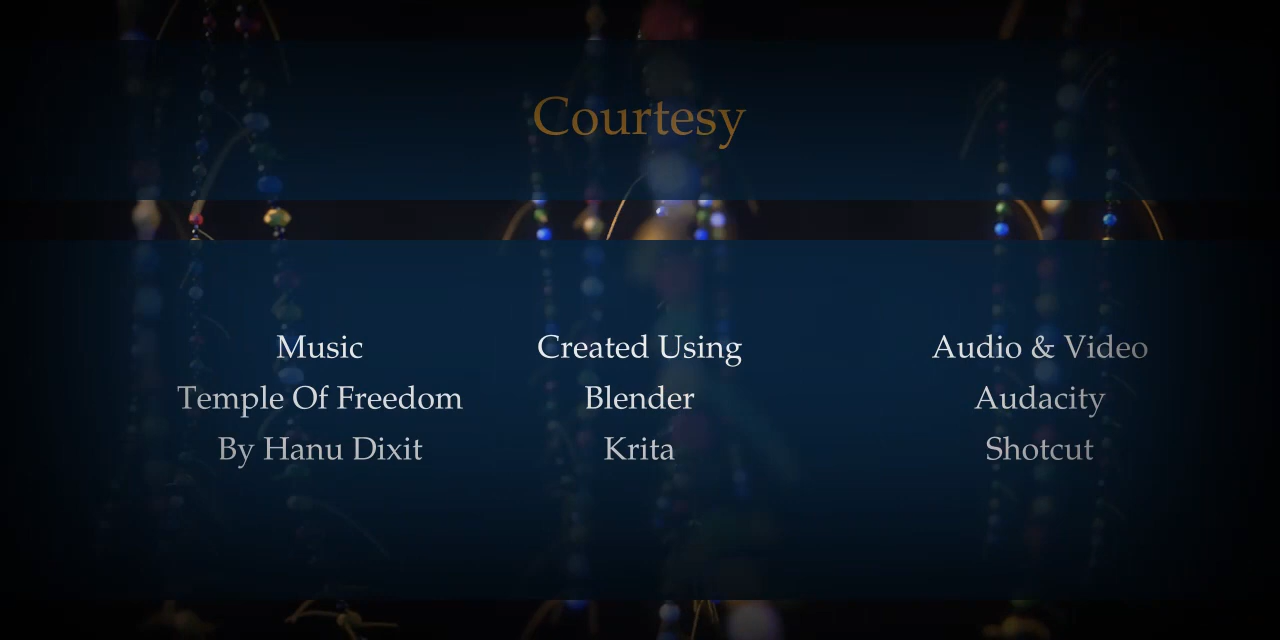 Courtesy
Music
Temple Of Freedom
By Hanu Dixit
Created Using
Blender
Krita
Audio & Video
Audacity
Shotcut